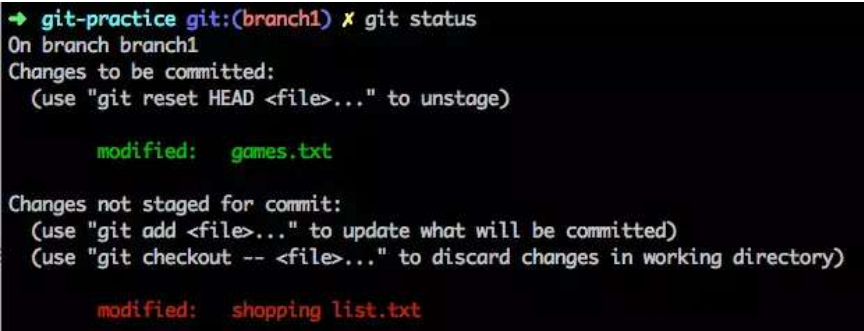 ➜ git-practice git:(branch1) ✗ git status
On branch branch1
Changes to be committed:
(use "git reset HEAD <file>..." to unstage)
modified: games.txt
Changes not staged for commit:
(use "git add <file>..." to update what will be committed)
(use "git checkout -- <file>..." to discard changes in working directory)
modified: shopping list.txt